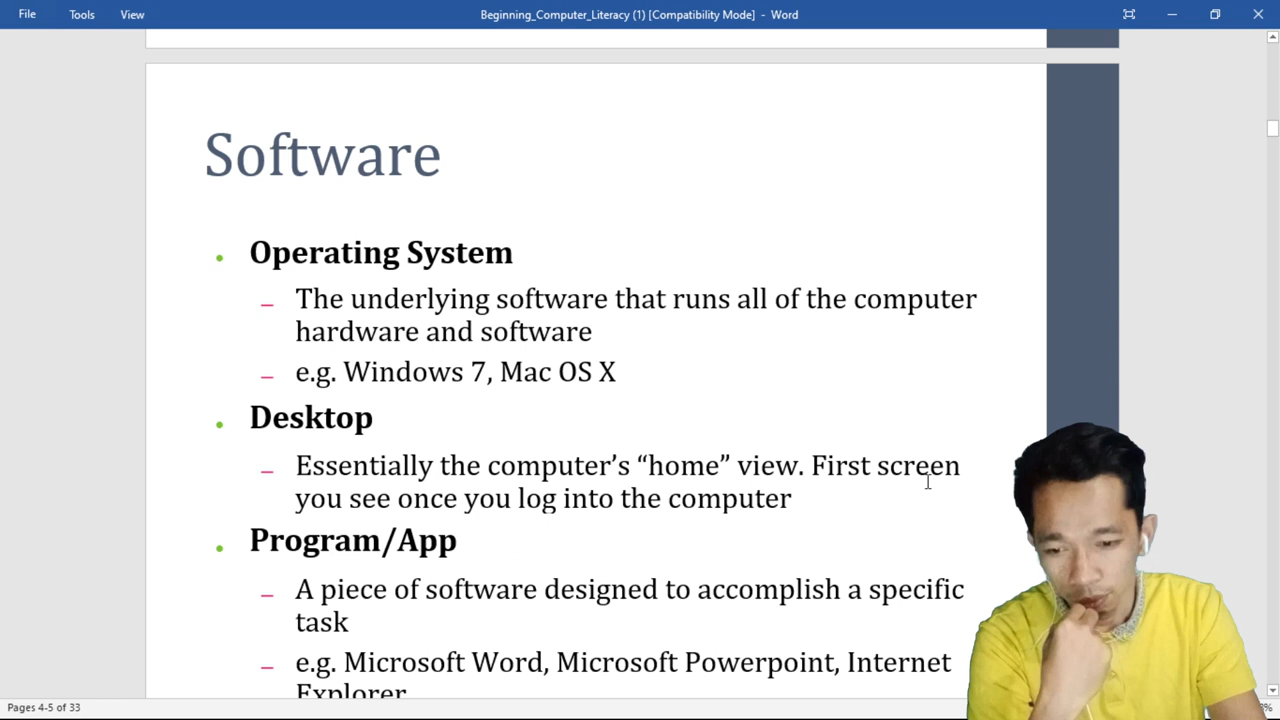 File Tools View Beginning_Computer_Literacy (1) [Compatibility Mode] - Word
Software
• Operating System
– The underlying software that runs all of the computer
hardware and software
– e.g. Windows 7, Mac OS X
• Desktop
– Essentially the computer’s “home” view. First screen
you see once you log into the computer
• Program/App
– A piece of software designed to accomplish a specific
task
– e.g. Microsoft Word, Microsoft Powerpoint, Internet
Explorer
Pages 4-5 of 33